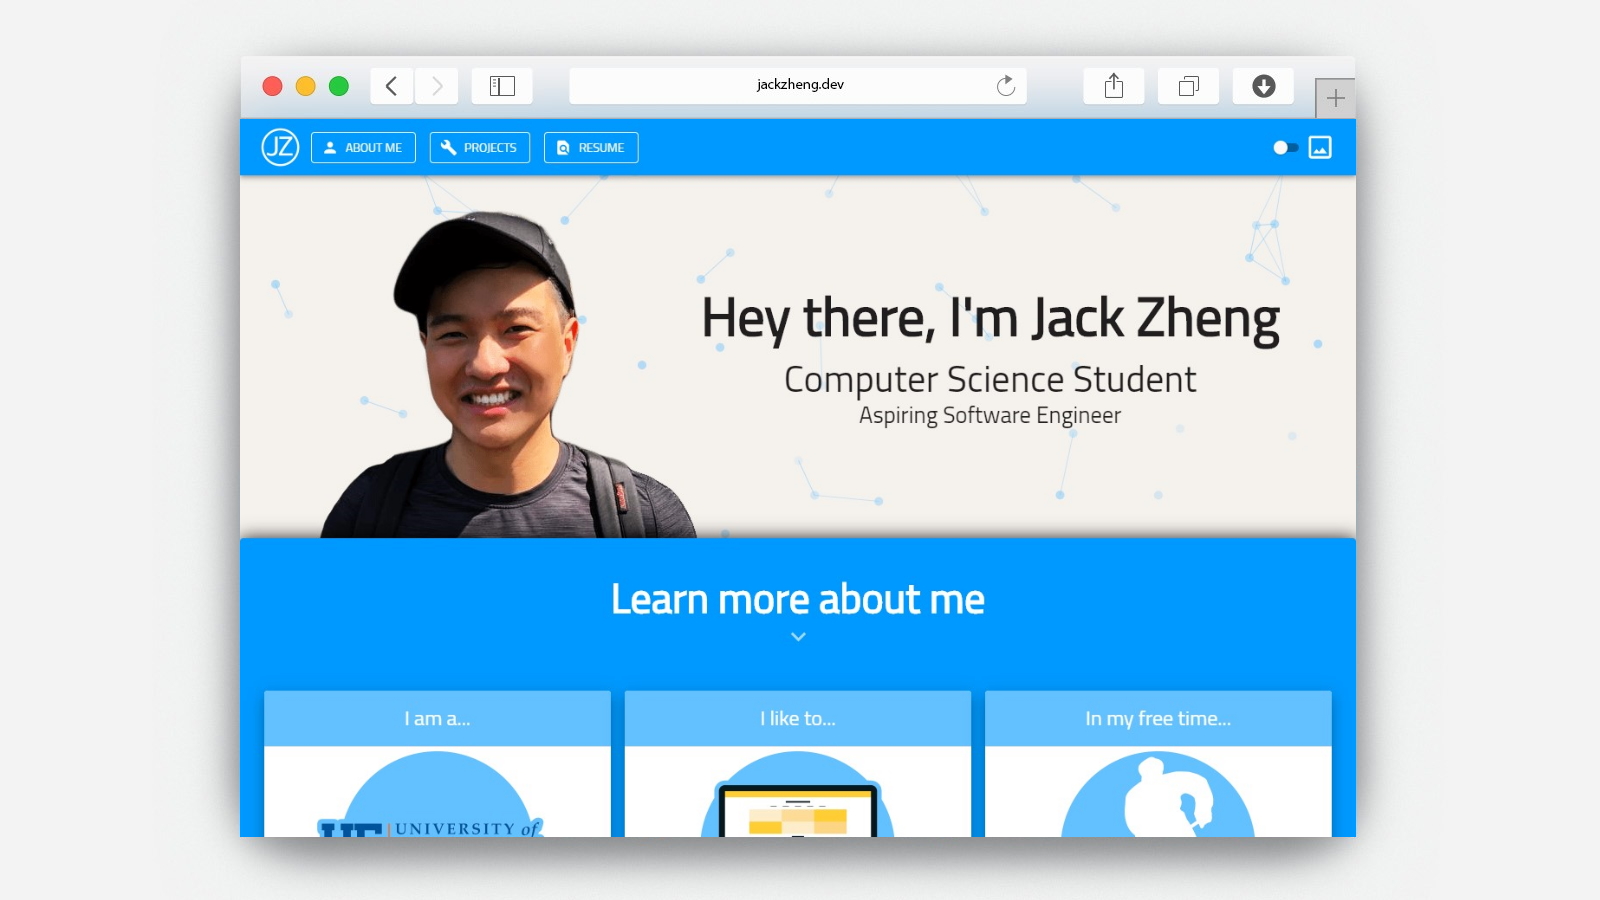 jackzheng.dev
JZ
ABOUT ME
PROJECTS
RESUME
Hey there, I'm Jack Zheng
Computer Science Student
Aspiring Software Engineer
Learn more about me
I am a...
I like to...
In my free time...
UF
UNIVERSITY of